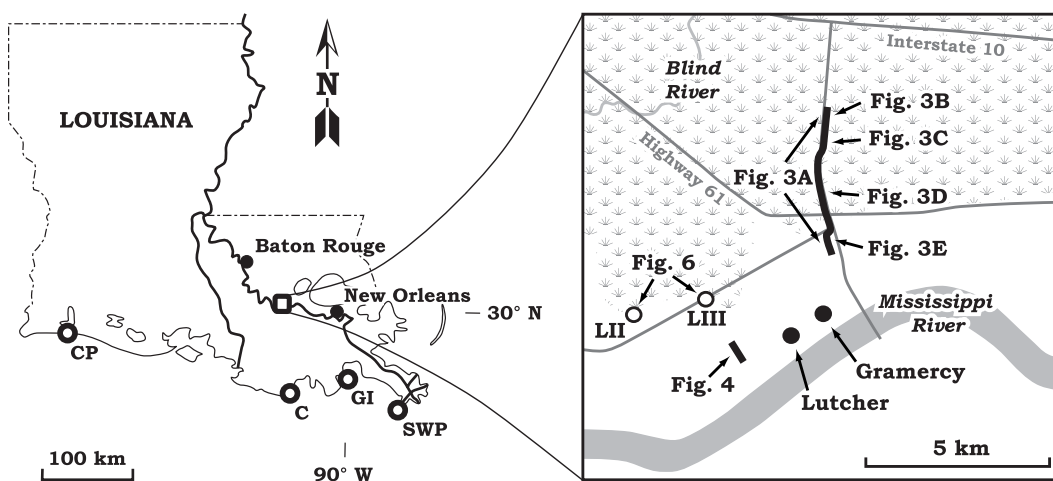 LOUISIANA
N
Baton Rouge
New Orleans
30° N
CP
C
GI
SWP
100 km
90° W
Interstate 10
Blind
River
Fig. 3B
Fig. 3C
Highway 61
Fig. 3A
Fig. 3D
Fig. 3E
Fig. 6
LII
LIII
Mississippi
River
Fig. 4
Gramercy
Lutcher
5 km